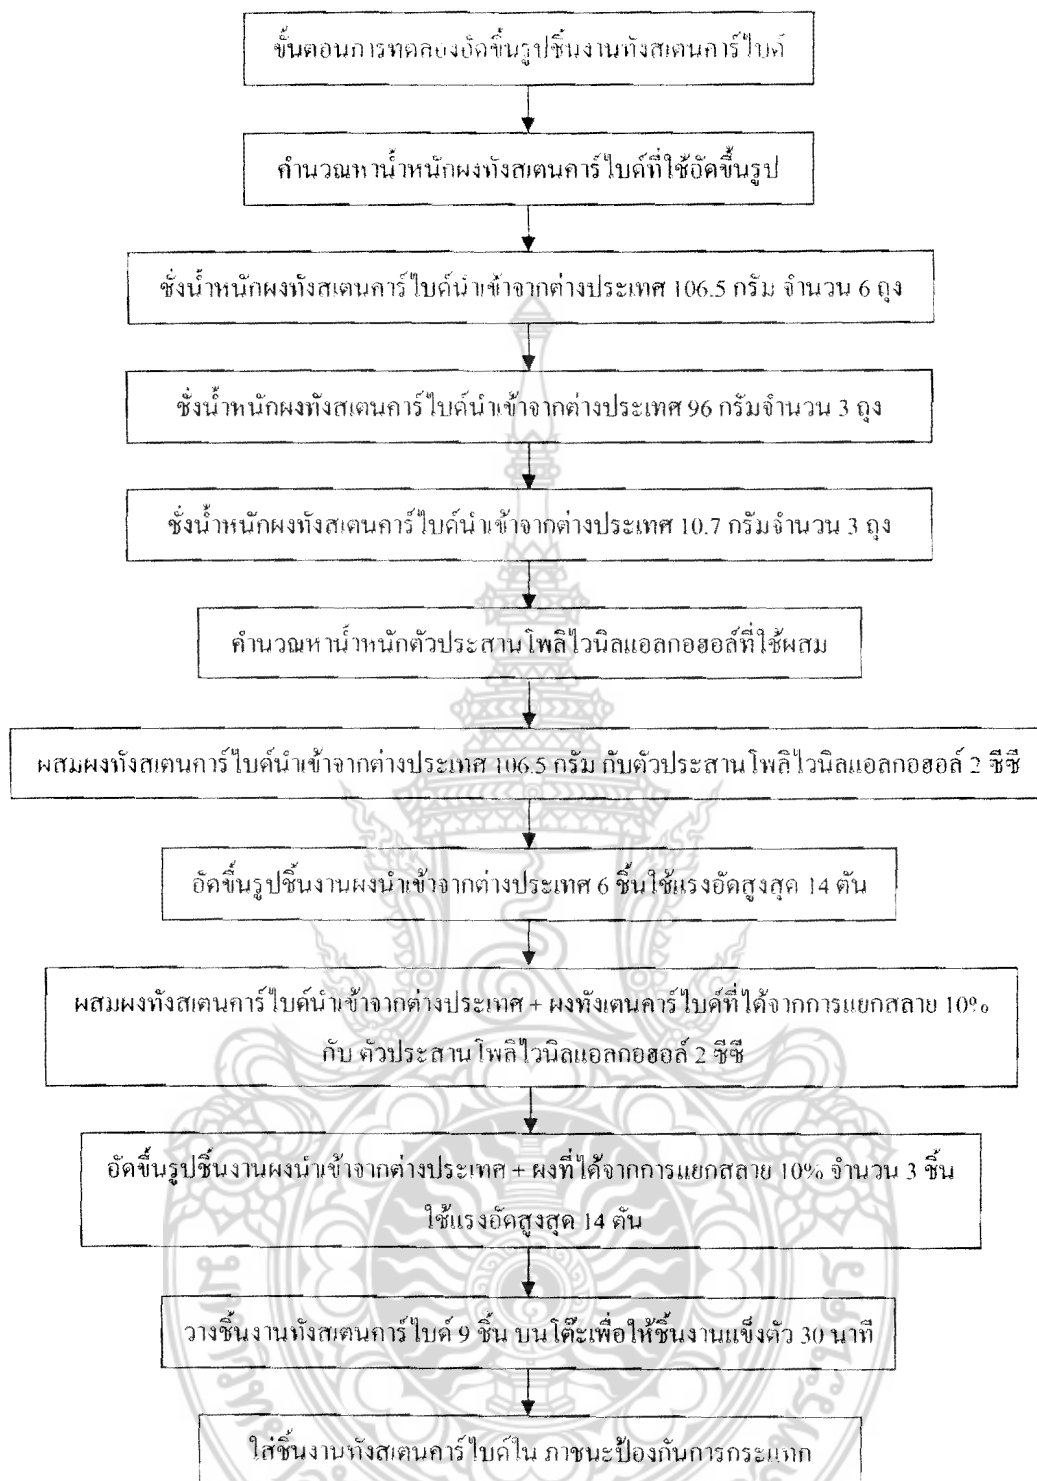 ขั้นตอนการทดลองอัดขึ้นรูปชิ้นงานทังสเตนคาร์ไบด์
คำนวณหาน้ำหนักผงทังสเตนคาร์ไบด์ที่ใช้อัดขึ้นรูป
ชั่งน้ำหนักผงทังสเตนคาร์ไบด์นำเข้าจากต่างประเทศ 106.5 กรัม จำนวน 6 ถุง
ชั่งน้ำหนักผงทังสเตนคาร์ไบด์นำเข้าจากต่างประเทศ 96 กรัมจำนวน 3 ถุง
ชั่งน้ำหนักผงทังสเตนคาร์ไบด์นำเข้าจากต่างประเทศ 10.7 กรัมจำนวน 3 ถุง
คำนวณหาน้ำหนักตัวประสานโพลิไวนิลแอลกอฮอล์ที่ใช้ผสม
ผสมผงทังสเตนคาร์ไบด์นำเข้าจากต่างประเทศ 106.5 กรัม กับตัวประสานโพลิไวนิลแอลกอฮอล์ 2 ซีซี
อัดขึ้นรูปชิ้นงานผงนำเข้าจากต่างประเทศ 6 ชิ้นใช้แรงอัดสูงสุด 14 ตัน
ผสมผงทังสเตนคาร์ไบด์นำเข้าจากต่างประเทศ + ผงทังเตนคาร์ไบด์ที่ได้จากการแยกสลาย 10%
กับ ตัวประสานโพลิไวนิลแอลกอฮอล์ 2 ซีซี
อัดขึ้นรูปชิ้นงานผงนำเข้าจากต่างประเทศ + ผงที่ได้จากการแยกสลาย 10% จำนวน 3 ชิ้น
ใช้แรงอัดสูงสุด 14 ตัน
วางชิ้นงานทังสเตนคาร์ไบด์ 9 ชิ้น บนโต๊ะเพื่อให้ชิ้นงานแข็งตัว 30 นาที
ใส่ชิ้นงานทังสเตนคาร์ไบด์ใน ภาชนะป้องกันการกระแทก